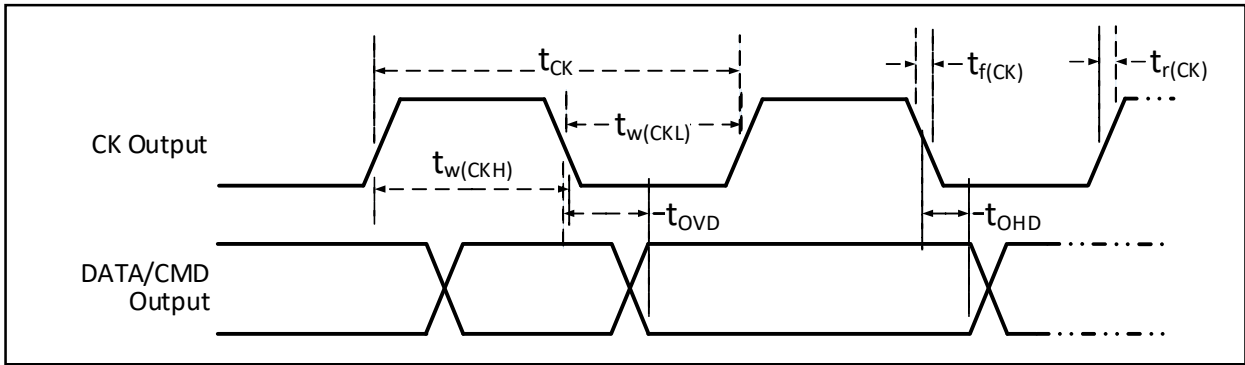 tCK
tf(CK)
tr(CK)
CK Output
tw(CKL)
tw(CKH)
tOVD
tOHD
DATA/CMD
Output